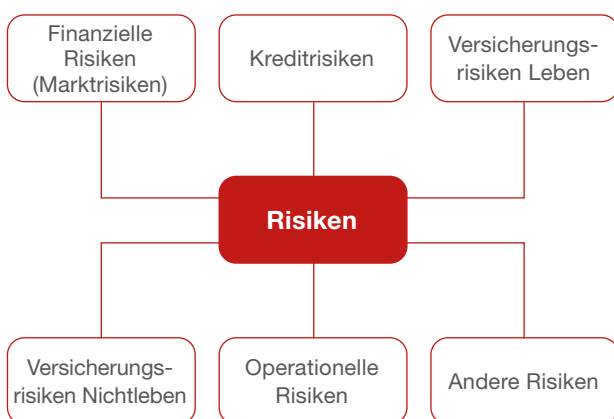 Finanzielle
Risiken
(Marktrisiken)
Kreditrisiken
Versicherungs-
risiken Leben
Risiken
Versicherungs-
risiken Nichtleben
Operationelle
Risiken
Andere Risiken